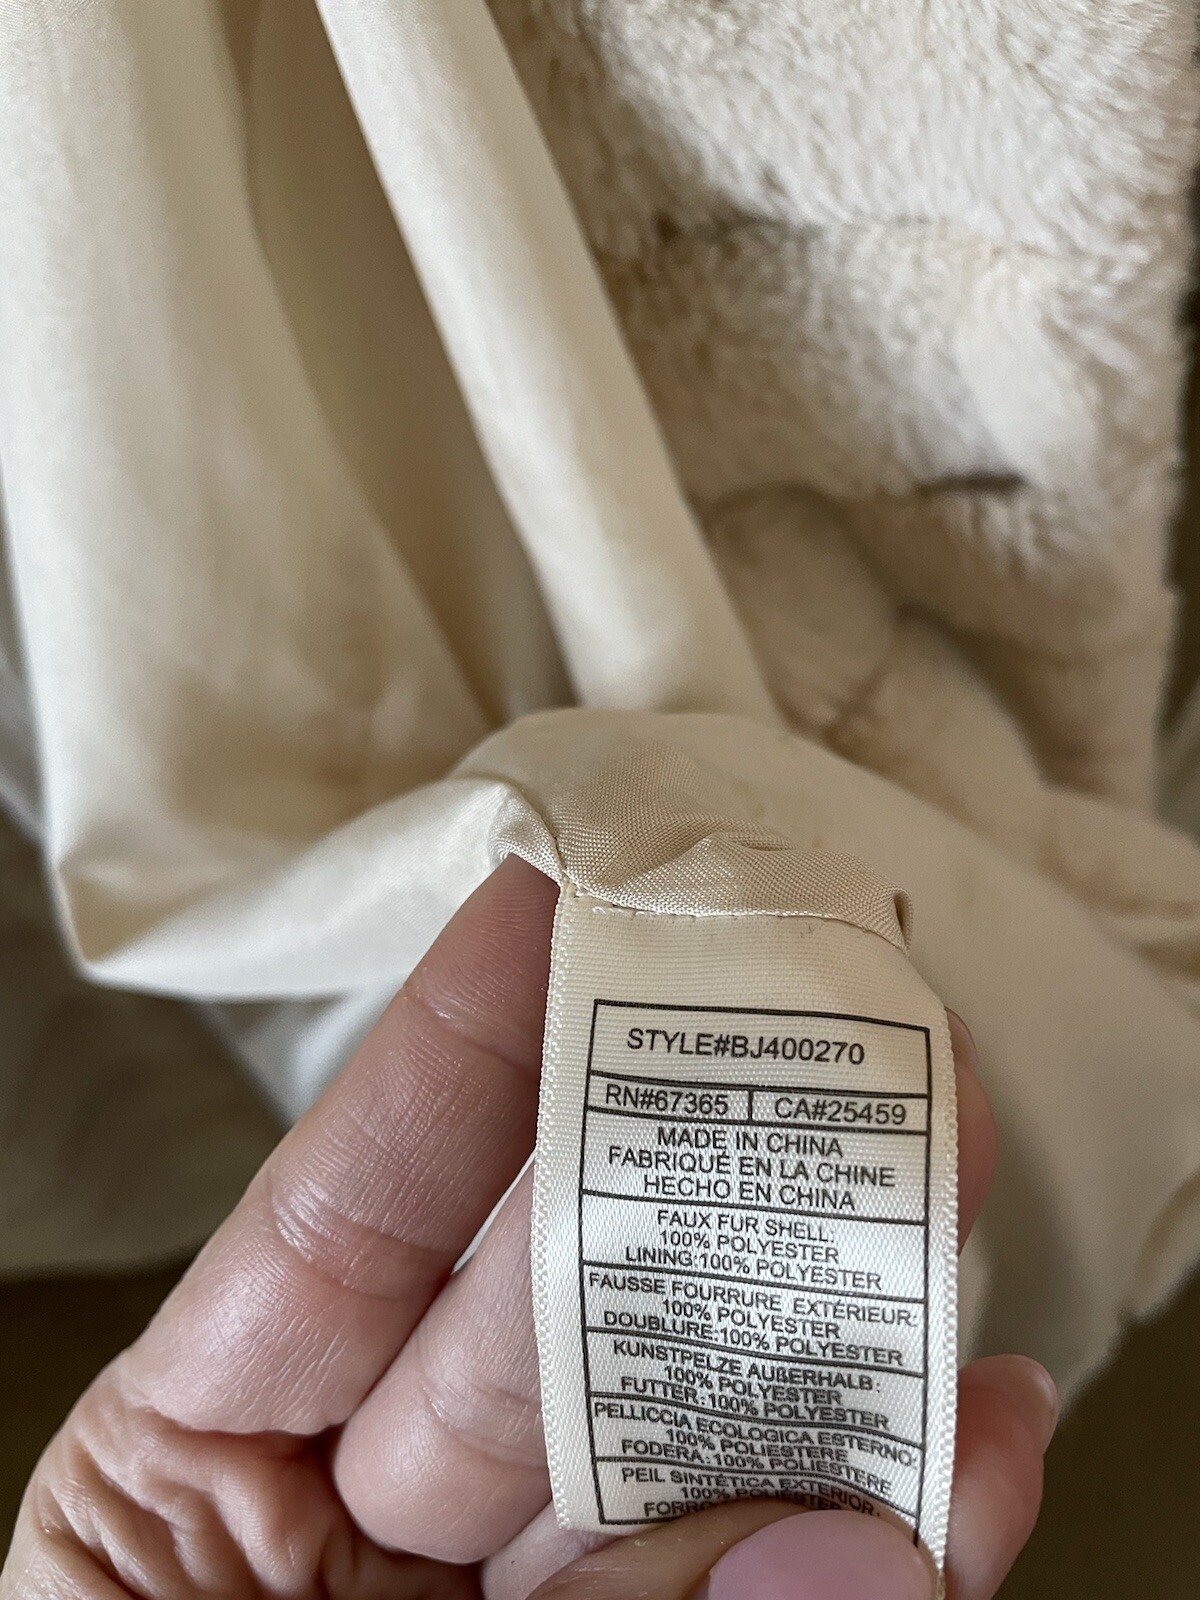 STYLE#BJ400270
RN#67365 CA#25459
MADE IN CHINA
FABRIQUÉ EN LA CHINE
HECHO EN CHINA
FAUX FUR SHELL:
100% POLYESTER
LINING:100% POLYESTER
FAUSSE FOURRURE EXTÉRIEUR:
100% POLYESTER
DOUBLURE:100% POLYESTER
KUNSTPELZE AUßERHALB:
100% POLYESTER
FUTTER:100% POLYESTER
PELLICCIA ECOLOGICA ESTERNO:
100% POLIESTERE
FODERA:100% POLIESTERE
PEIL SINTÉTICA EXTERIOR:
100% POLIÉSTER